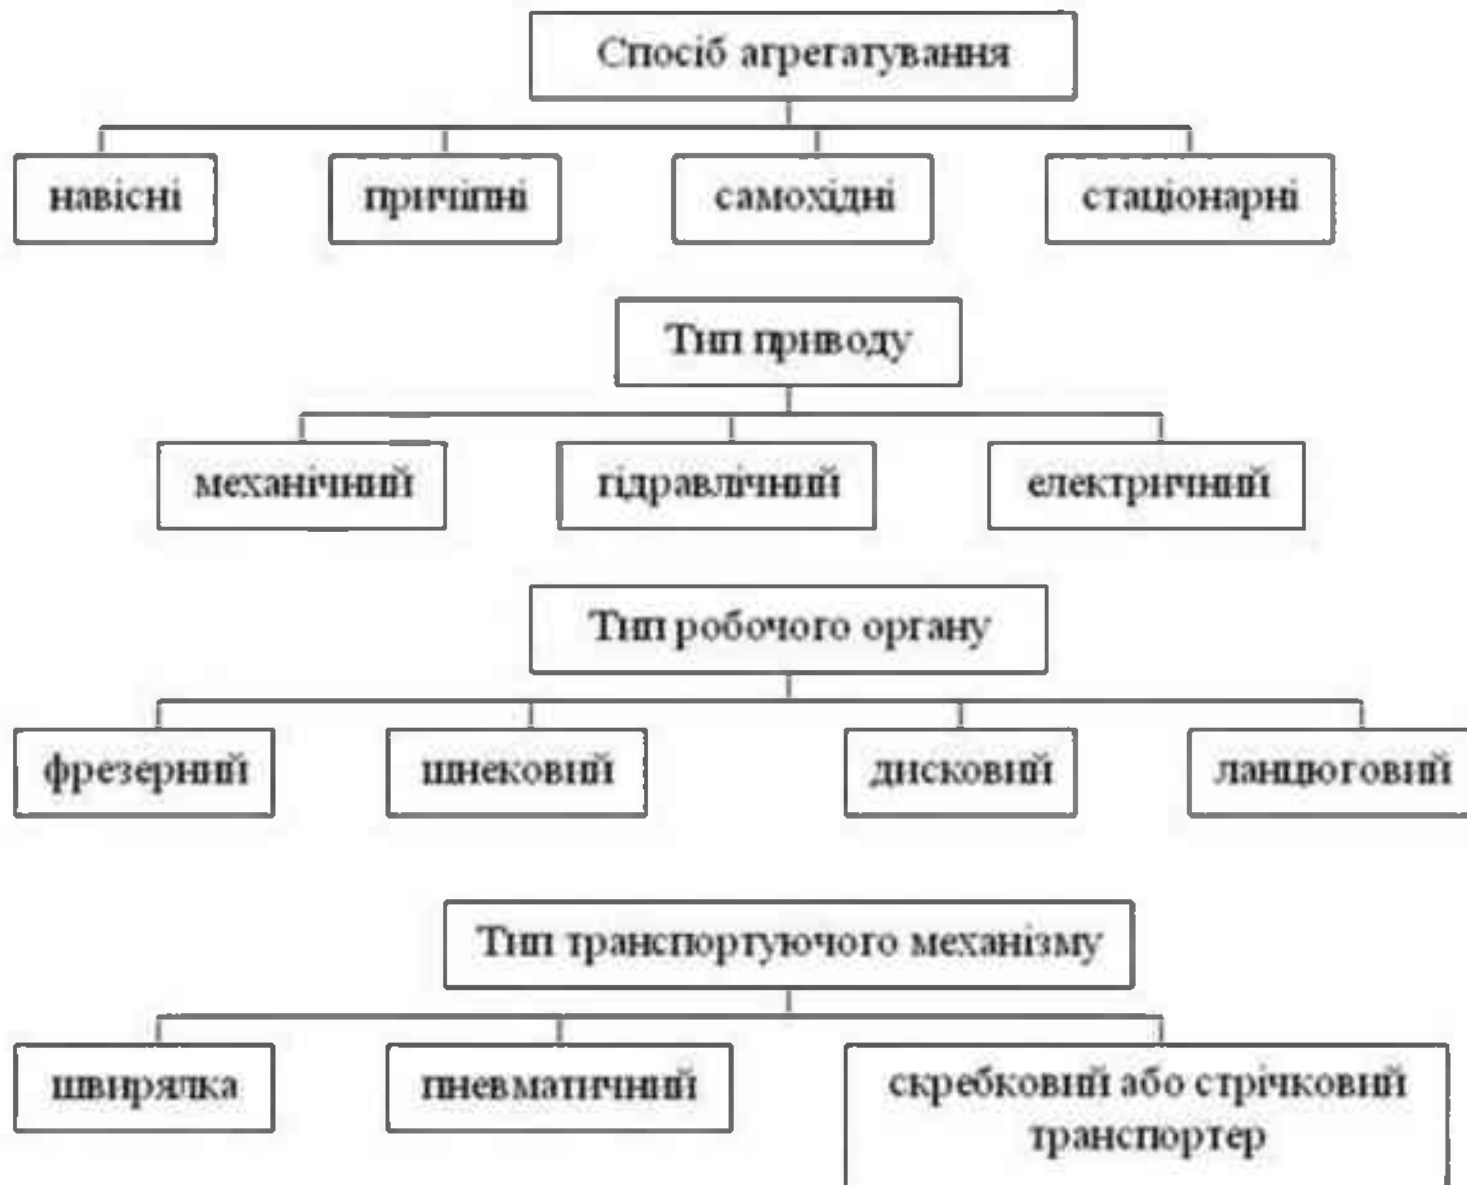 Спосіб агрегатування
навісні
причіпні
самохідні
стаціонарні
Тип приводу
механічний
гідравлічний
електричний
Тип робочого органу
фрезерний
шнековий
дисковий
ланцюговий
Тип транспортуючого механізму
швирялка
пневматичний
скребковий або стрічковий
транспортер